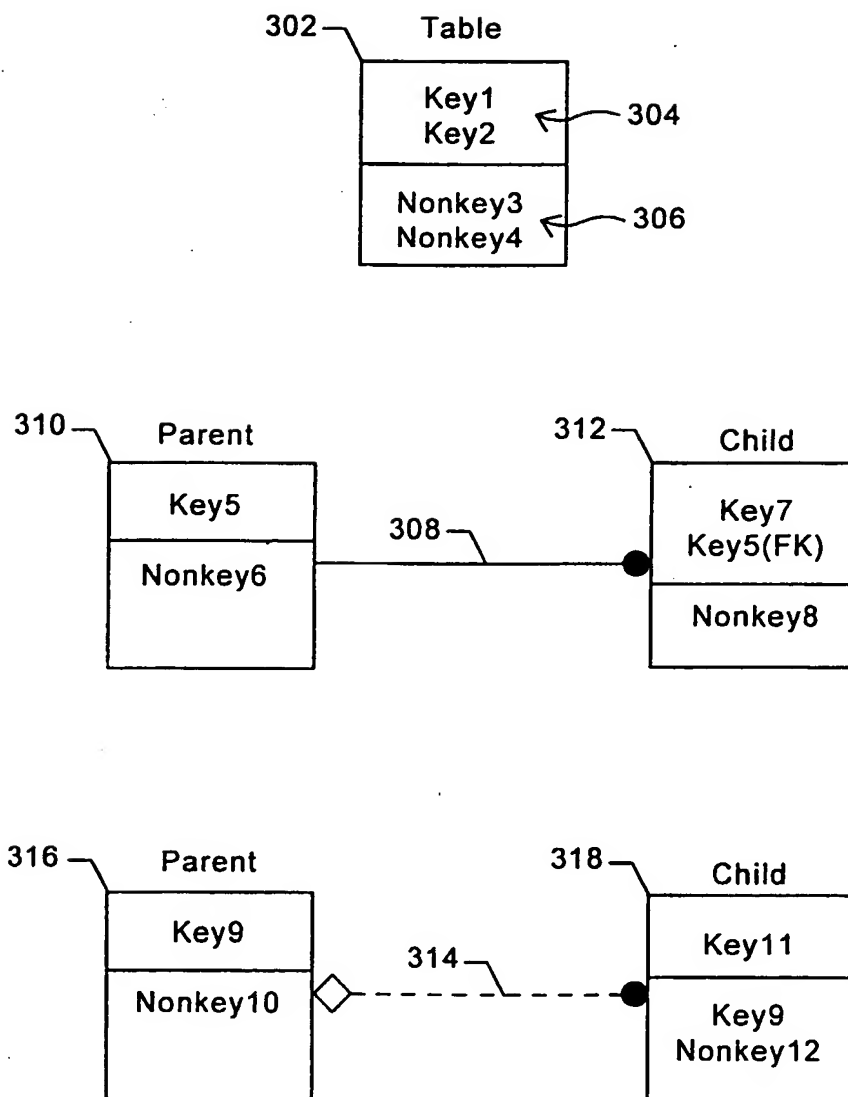 302
Table
Key1
Key2
304
Nonkey3
Nonkey4
306
310
Parent
312
Child
Key5
308
Key7
Key5(FK)
Nonkey6
Nonkey8
316
Parent
318
Child
Key9
314
Key11
Nonkey10
Key9
Nonkey12